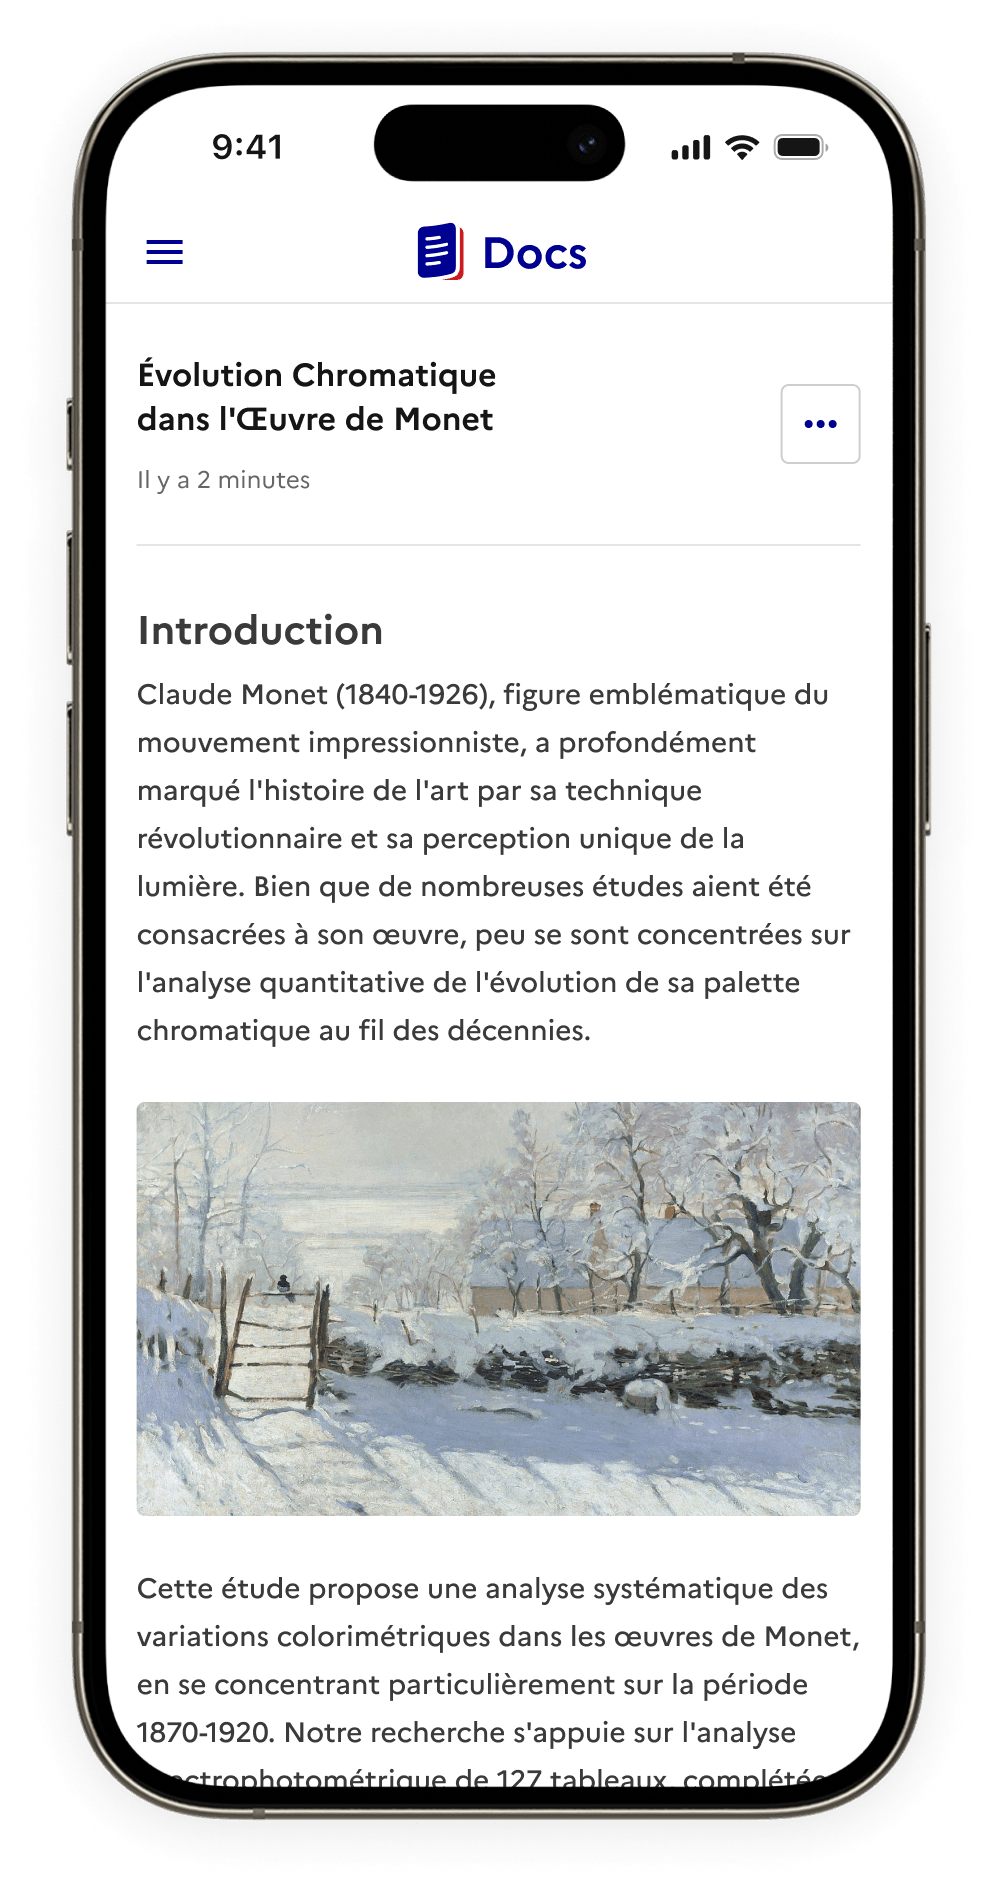 9:41
Docs
Évolution Chromatique
dans l'Œuvre de Monet
Il y a 2 minutes
Introduction
Claude Monet (1840-1926), figure emblématique du
mouvement impressionniste, a profondément
marqué l'histoire de l'art par sa technique
révolutionnaire et sa perception unique de la
lumière. Bien que de nombreuses études aient été
consacrées à son œuvre, peu se sont concentrées sur
l'analyse quantitative de l'évolution de sa palette
chromatique au fil des décennies.
Cette étude propose une analyse systématique des
variations colorimétriques dans les œuvres de Monet,
en se concentrant particulièrement sur la période
1870-1920. Notre recherche s'appuie sur l'analyse
de 127 tableaux,